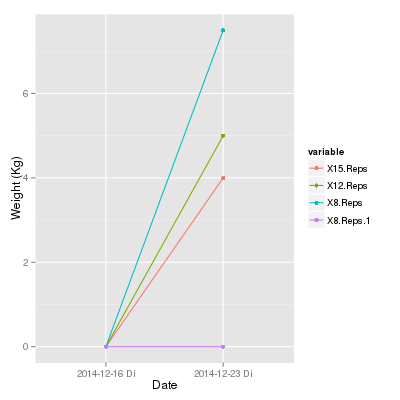 Weight (Kg)
6
4
2
0
2014-12-16 Di
2014-12-23 Di
Date
variable
X15.Reps
X12.Reps
X8.Reps
X8.Reps.1